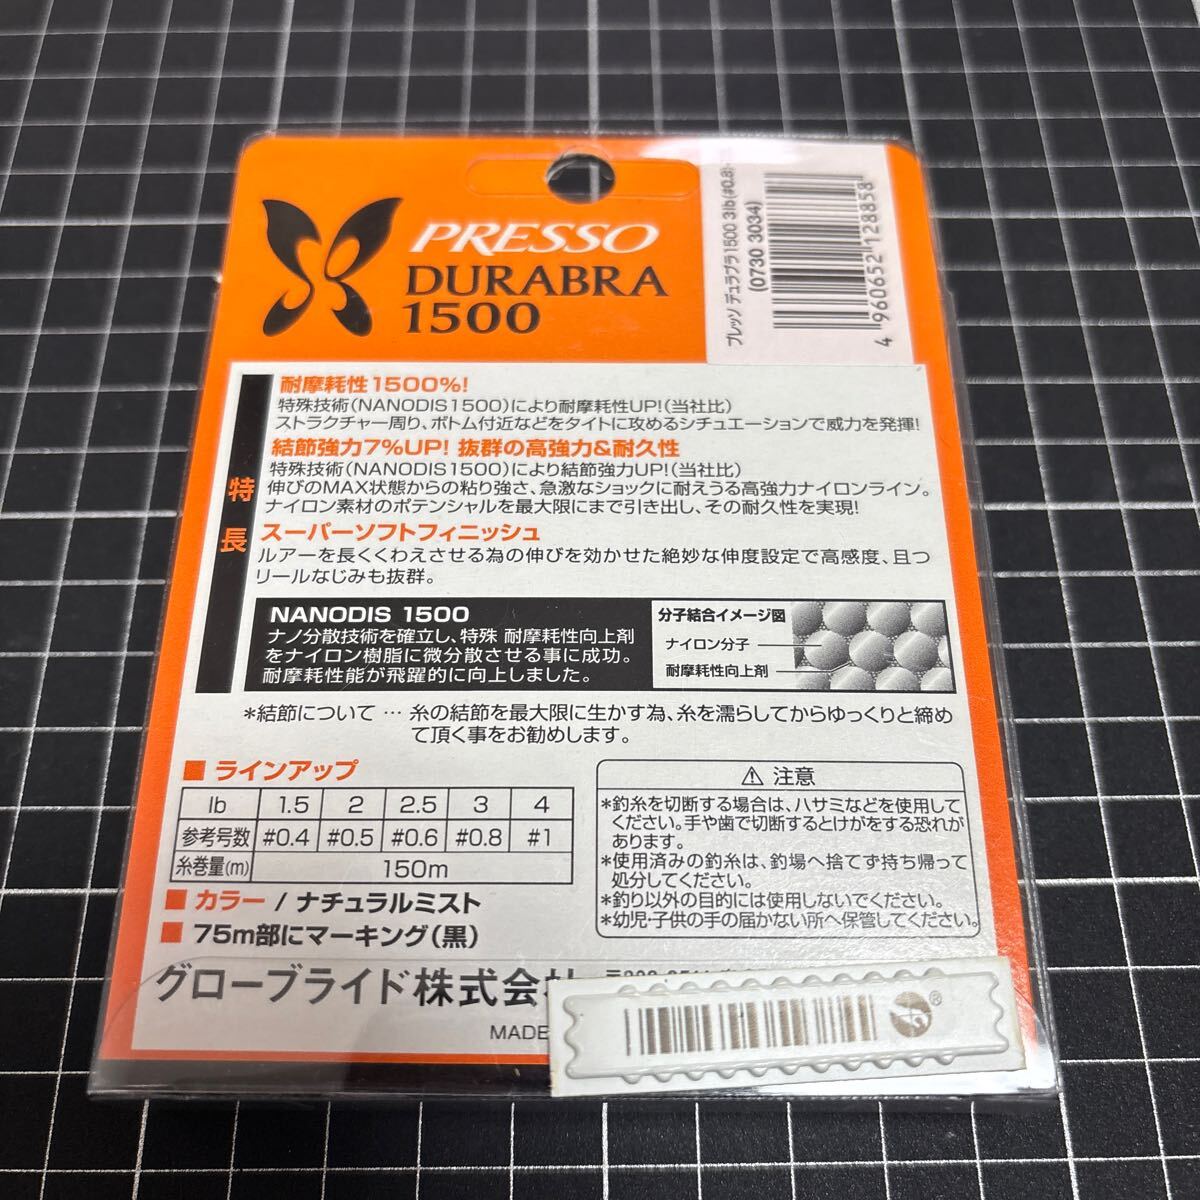 PRESSO
DURABRA
1500
プレッソ デュラブラ1500 3lb(#0.8)
(0730 3034)
4 960652 128858
特長
耐摩耗性1500%!
特殊技術(NANODIS1500)により耐摩耗性UP!(当社比)
ストラクチャー周り、ボトム付近などをタイトに攻めるシチュエーションで威力を発揮!
結節強力7%UP! 抜群の高強力&耐久性
特殊技術(NANODIS1500)により結節強力UP!(当社比)
伸びのMAX状態からの粘り強さ、急激なショックに耐えうる高強力ナイロンライン。
ナイロン素材のポテンシャルを最大限にまで引き出し、その耐久性を実現!
スーパーソフトフィニッシュ
ルアーを長くくわえさせる為の伸びを効かせた絶妙な伸度設定で高感度、且つ
リールなじみも抜群。
NANODIS 1500
ナノ分散技術を確立し、特殊 耐摩耗性向上剤
をナイロン樹脂に微分散させる事に成功。
耐摩耗性能が飛躍的に向上しました。
分子結合イメージ図
ナイロン分子
耐摩耗性向上剤
*結節について … 糸の結節を最大限に生かす為、糸を濡らしてからゆっくりと締め
て頂く事をお勧めします。
■ ラインアップ
lb 1.5 2 2.5 3 4
参考号数 #0.4 #0.5 #0.6 #0.8 #1
糸巻量(m) 150m
■ カラー / ナチュラルミスト
■ 75m部にマーキング(黒)
⚠ 注意
*釣糸を切断する場合は、ハサミなどを使用して
ください。手や歯で切断するとけがをする恐れが
あります。
*使用済みの釣糸は、釣場へ捨てず持ち帰って
処分してください。
*釣り以外の目的には使用しないでください。
*幼児・子供の手の届かない所へ保管してください。
グローブライド株式会
MADE
®